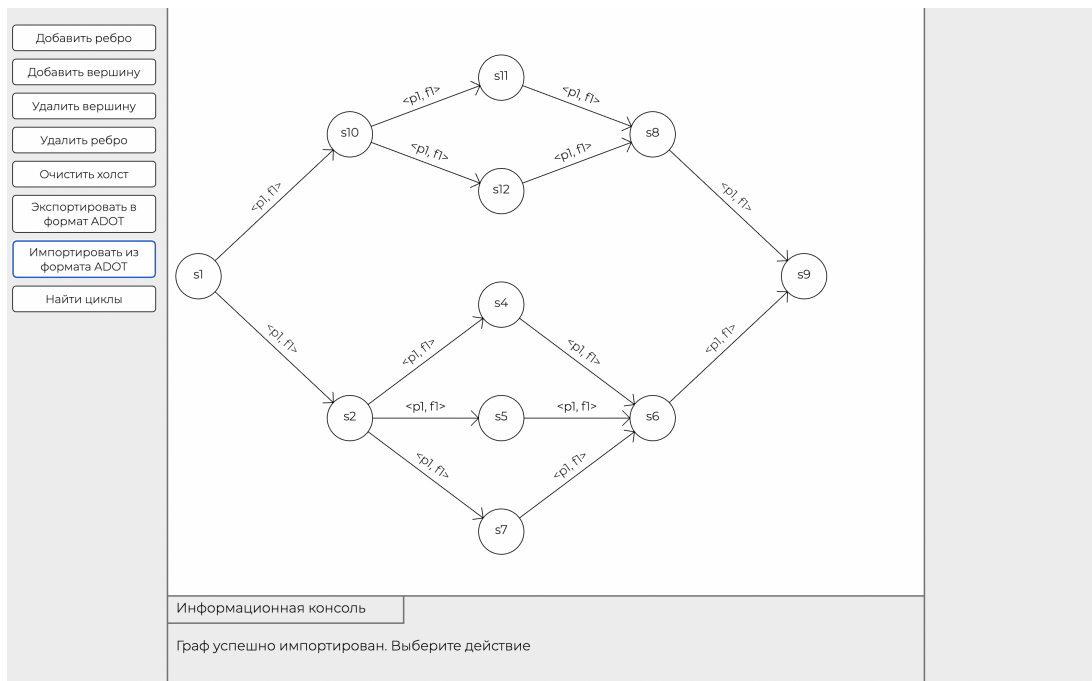 Добавить ребро
Добавить вершину
Удалить вершину
Удалить ребро
Очистить холст
Экспортировать в
формат ADOT
Импортировать из
формата ADOT
Найти циклы
s11
<p1, f1>
<p1, f1>
s10
s8
<p1, f1>
<p1, f1>
s12
<p1, f1>
<p1, f1>
s1
s9
s4
<p1, f1>
<p1, f1>
<p1, f1>
<p1, f1>
<p1, f1>
<p1, f1>
s2
s5
s6
<p1, f1>
<p1, f1>
s7
Информационная консоль
Граф успешно импортирован. Выберите действие